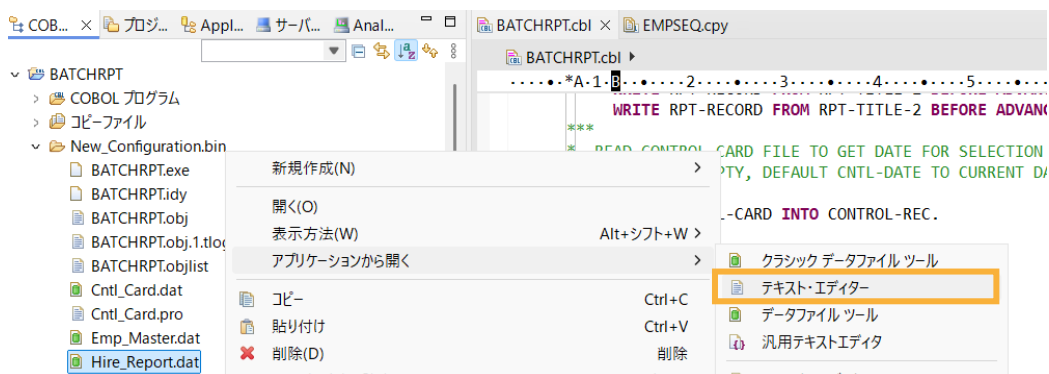 COB... プロジ... Appl... サーバ... Anal...
BATCHRPT.cbl EMPSEQ.cpy
BATCHRPT.cbl
BATCHRPT
COBOL プログラム
コピーファイル
New_Configuration.bin
BATCHRPT.exe
BATCHRPT.idy
BATCHRPT.obj
BATCHRPT.obj.1.tlog
BATCHRPT.objlist
Cntl_Card.dat
Cntl_Card.pro
Emp_Master.dat
Hire_Report.dat
*A-1-B 2 3 4 5
WRITE RPT-RECORD FROM RPT-TITLE-2 BEFORE ADVANC
***
* READ CONTROL CARD FILE TO GET DATE FOR SELECTION
PTY, DEFAULT CNTL-DATE TO CURRENT DA
-CARD INTO CONTROL-REC.
新規作成(N)
開く(O)
表示方法(W) Alt+シフト+W
アプリケーションから開く
コピー Ctrl+C
貼り付け Ctrl+V
削除(D) 削除
クラシック データファイル ツール
テキスト・エディター
データファイル ツール
汎用テキストエディタ